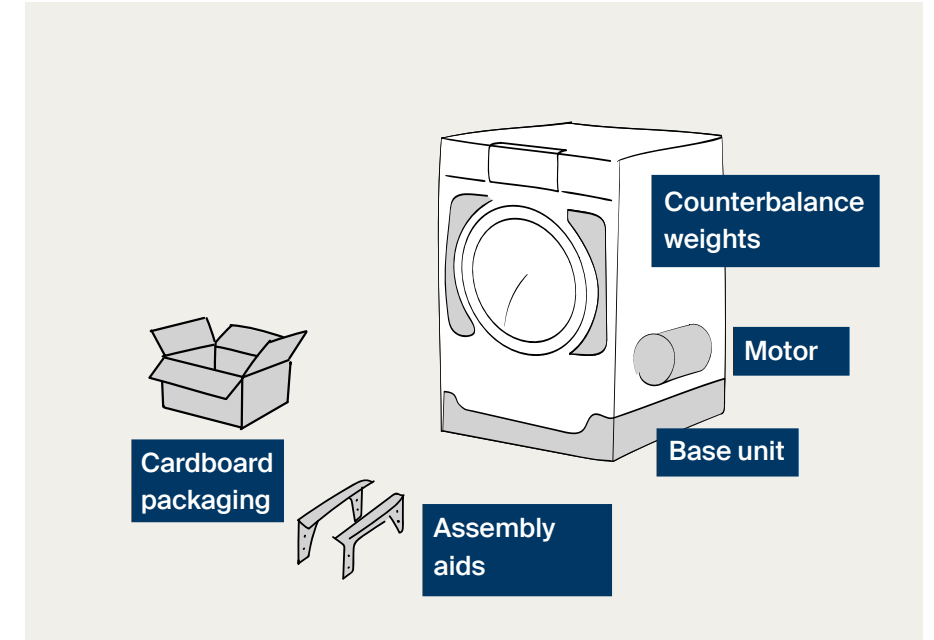 Counterbalance
weights
Motor
Base unit
Cardboard
packaging
Assembly
aids